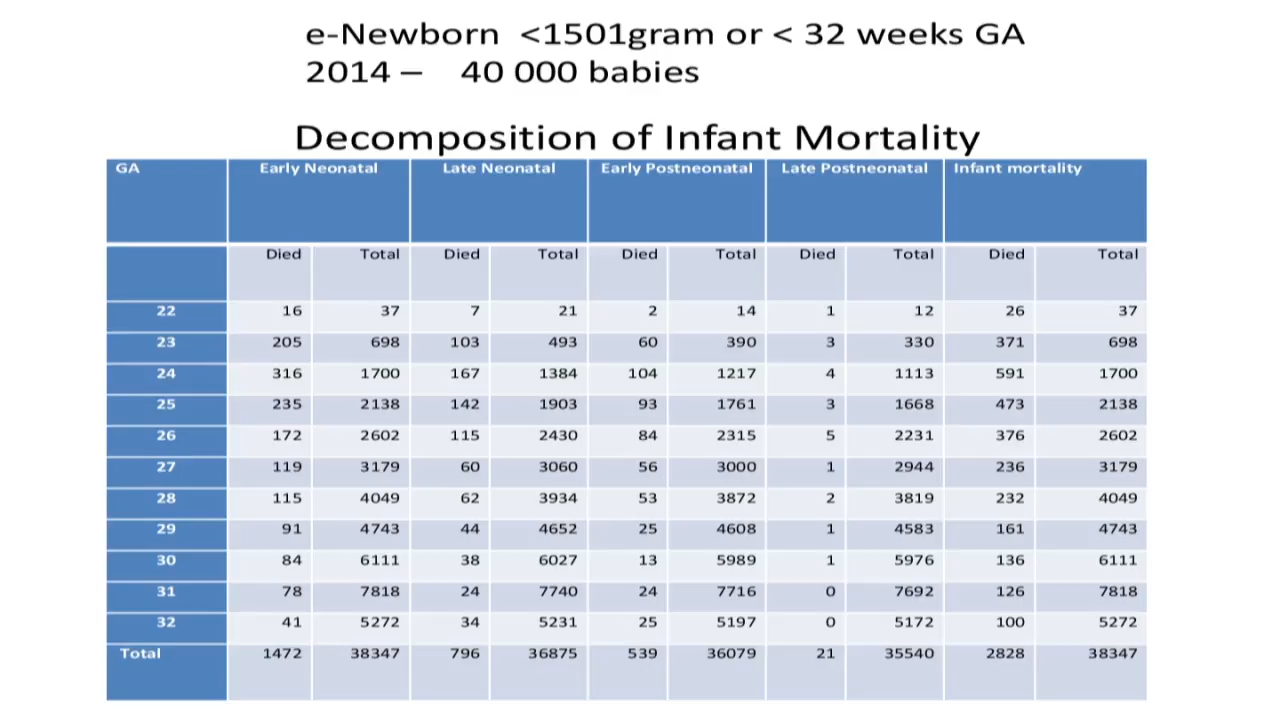 e-Newborn <1501gram or < 32 weeks GA
2014 – 40 000 babies
Decomposition of Infant Mortality
GA Early Neonatal Late Neonatal Early Postneonatal Late Postneonatal Infant mortality
Died Total Died Total Died Total Died Total Died Total
22 16 37 7 21 2 14 1 12 26 37
23 205 698 103 493 60 390 3 330 371 698
24 316 1700 167 1384 104 1217 4 1113 591 1700
25 235 2138 142 1903 93 1761 3 1668 473 2138
26 172 2602 115 2430 84 2315 5 2231 376 2602
27 119 3179 60 3060 56 3000 1 2944 236 3179
28 115 4049 62 3934 53 3872 2 3819 232 4049
29 91 4743 44 4652 25 4608 1 4583 161 4743
30 84 6111 38 6027 13 5989 1 5976 136 6111
31 78 7818 24 7740 24 7716 0 7692 126 7818
32 41 5272 34 5231 25 5197 0 5172 100 5272
Total 1472 38347 796 36875 539 36079 21 35540 2828 38347